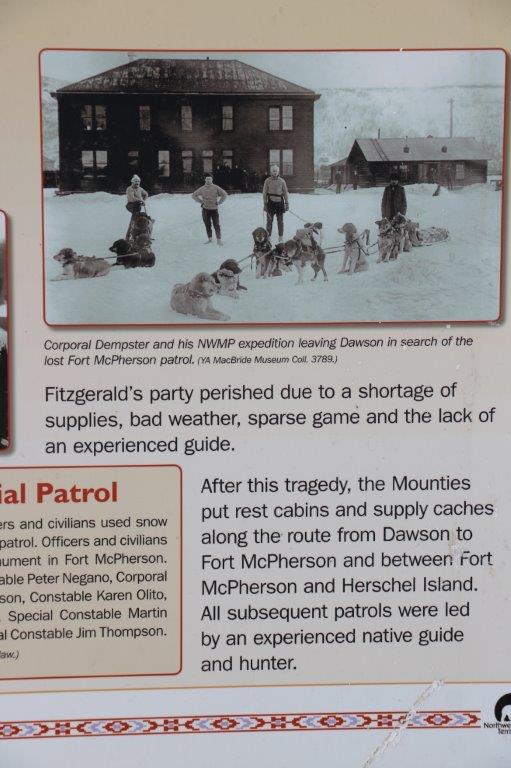 Corporal Dempster and his NWMP expedition leaving Dawson in search of the
lost Fort McPherson patrol. (YA MacBride Museum Coll. 3789.)
Fitzgerald's party perished due to a shortage of
supplies, bad weather, sparse game and the lack of
an experienced guide.
ial Patrol
ers and civilians used snow
patrol. Officers and civilians
nument in Fort McPherson.
able Peter Negano, Corporal
son, Constable Karen Olito,
, Special Constable Martin
al Constable Jim Thompson.
law.)
After this tragedy, the Mounties
put rest cabins and supply caches
along the route from Dawson to
Fort McPherson and between Fort
McPherson and Herschel Island.
All subsequent patrols were led
by an experienced native guide
and hunter.
Northwe
Terri